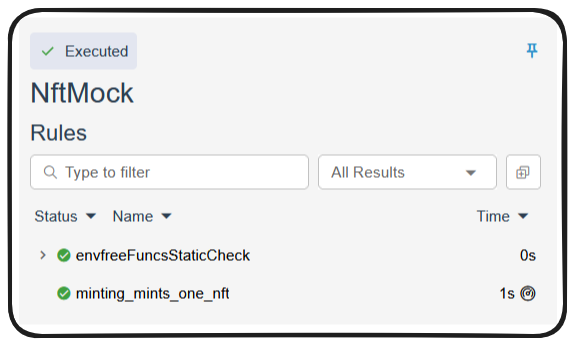 Executed
NftMock
Rules
Type to filter All Results
Status Name Time
envfreeFuncsStaticCheck 0s
minting_mints_one_nft 1s